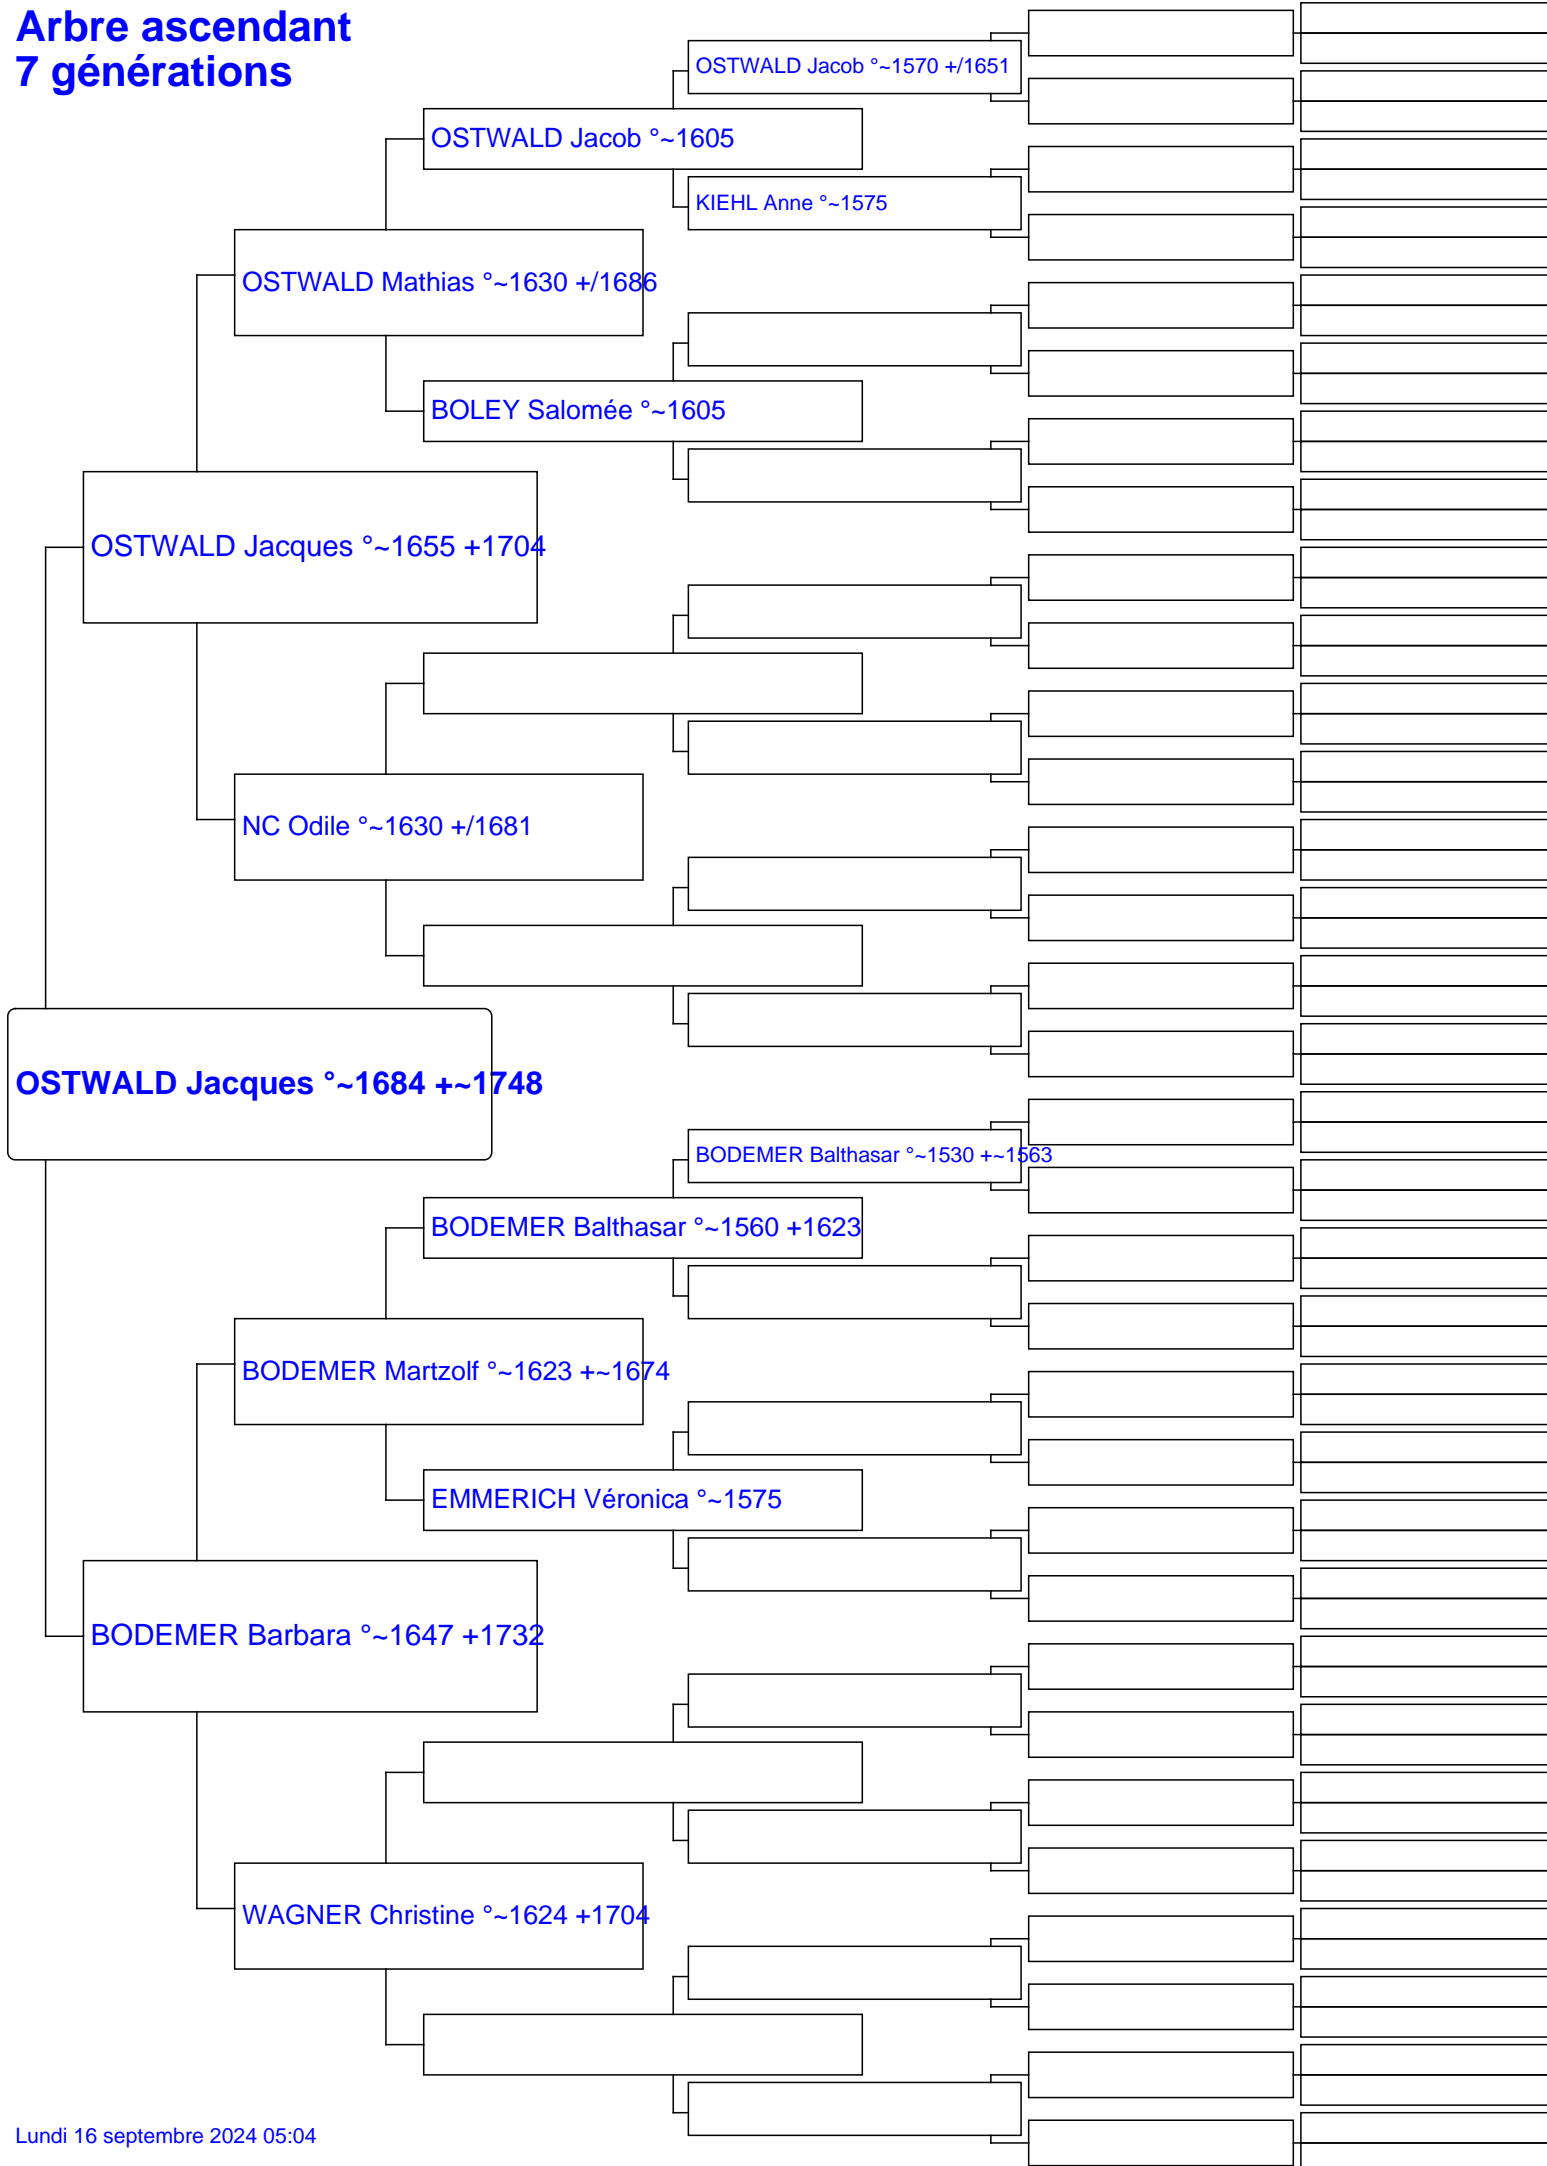 Arbre ascendant
7 générations
OSTWALD Jacob °~1570 +/1651
OSTWALD Jacob °~1605
KIEHL Anne °~1575
OSTWALD Mathias °~1630 +/1686
BOLEY Salomée °~1605
OSTWALD Jacques °~1655 +1704
NC Odile °~1630 +/1681
OSTWALD Jacques °~1684 +~1748
BODEMER Balthasar °~1530 +~1563
BODEMER Balthasar °~1560 +1623
BODEMER Martzolf °~1623 +~1674
EMMERICH Véronica °~1575
BODEMER Barbara °~1647 +1732
WAGNER Christine °~1624 +1704
Lundi 16 septembre 2024 05:04